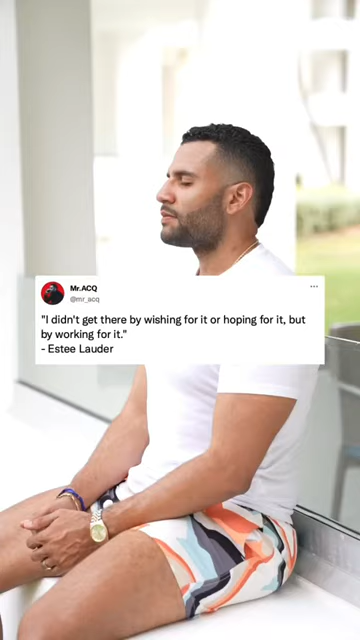 Mr.ACQ
@mr_acq
"I didn't get there by wishing for it or hoping for it, but
by working for it."
- Estee Lauder